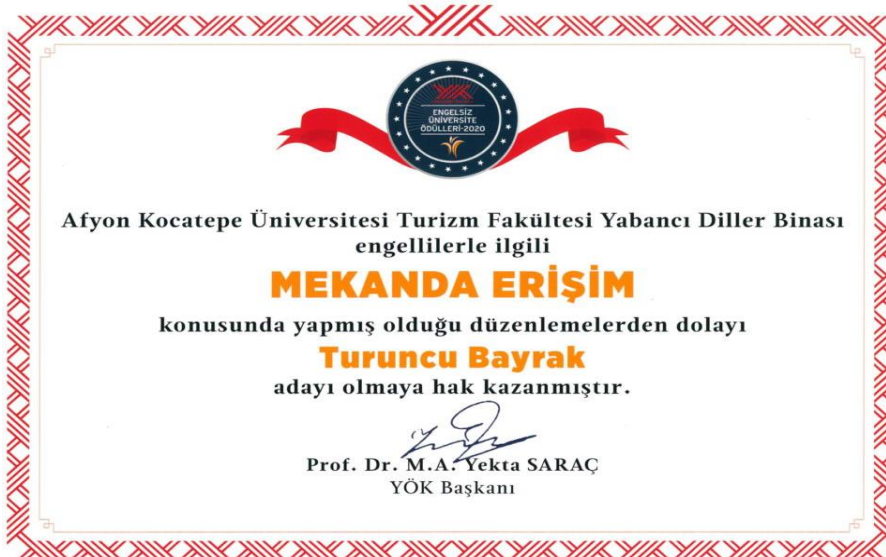 ENGELSİZ
ÜNİVERSİTE
ÖDÜLLERİ-2020
Afyon Kocatepe Üniversitesi Turizm Fakültesi Yabancı Diller Binası
engellilerle ilgili
MEKANDA ERİŞİM
konusunda yapmış olduğu düzenlemelerden dolayı
Turuncu Bayrak
adayı olmaya hak kazanmıştır.
Prof. Dr. M.A. Yekta SARAÇ
YÖK Başkanı